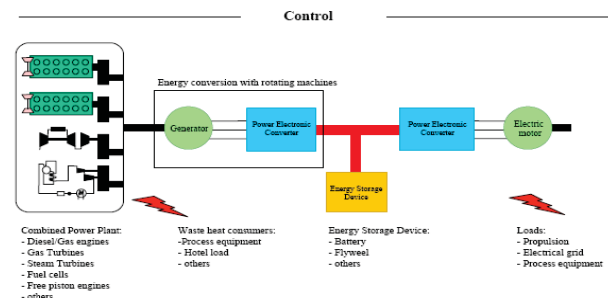 Control
Energy conversion with rotating machines
Generator
Power Electronic
Converter
Power Electronic
Converter
Electric
motor
Energy Storage
Device
Combined Power Plant:
- Diesel/Gas engines
- Gas Turbines
- Steam Turbines
- Fuel cells
- Free piston engines
- others
Waste heat consumers:
-Process equipment
- Hotel load
- others
Energy Storage Device:
- Battery
- Flyweel
- others
Loads:
- Propulsion
- Electrical grid
- Process equipment